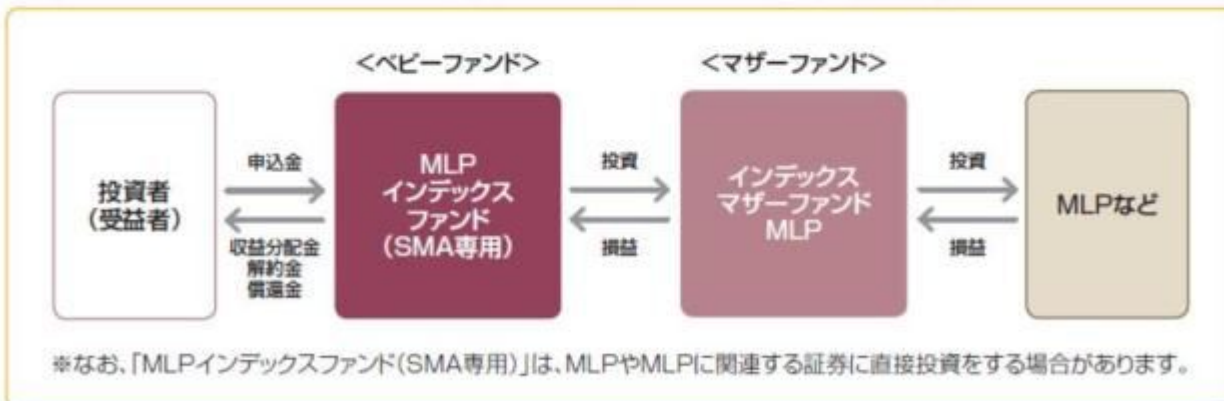 <ベビーファンド>
<マザーファンド>
投資者
(受益者)
申込金
収益分配金
解約金
償還金
MLP
インデックス
ファンド
(SMA専用)
投資
損益
インデックス
マザーファンド
MLP
投資
損益
MLPなど
※なお、「MLPインデックスファンド(SMA専用)」は、MLPやMLPに関連する証券に直接投資をする場合があります。